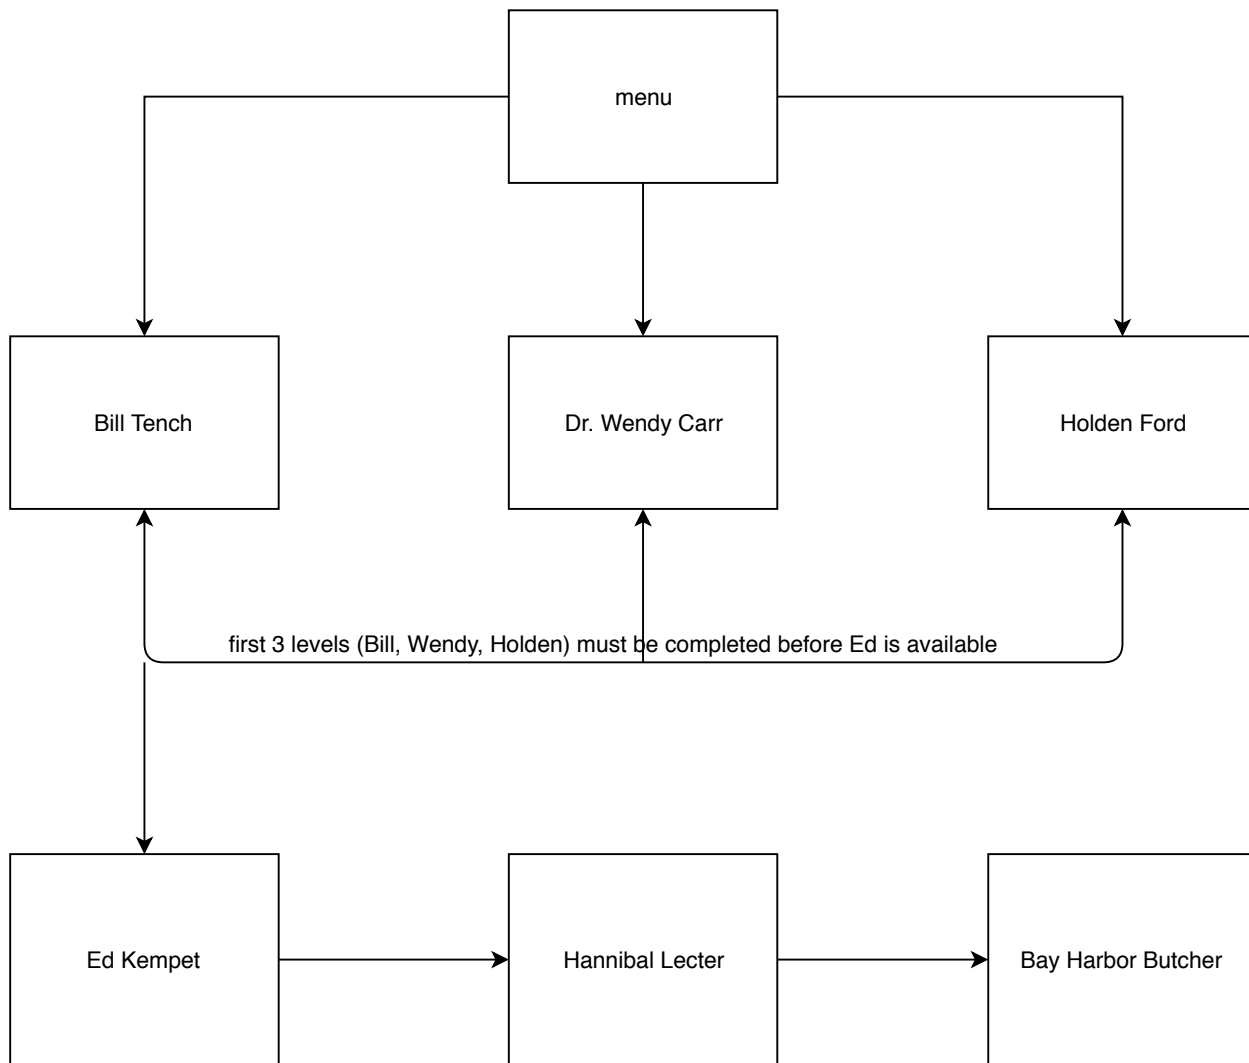 menu
Bill Tench
Dr. Wendy Carr
Holden Ford
first 3 levels (Bill, Wendy, Holden) must be completed before Ed is available
Ed Kempet
Hannibal Lecter
Bay Harbor Butcher